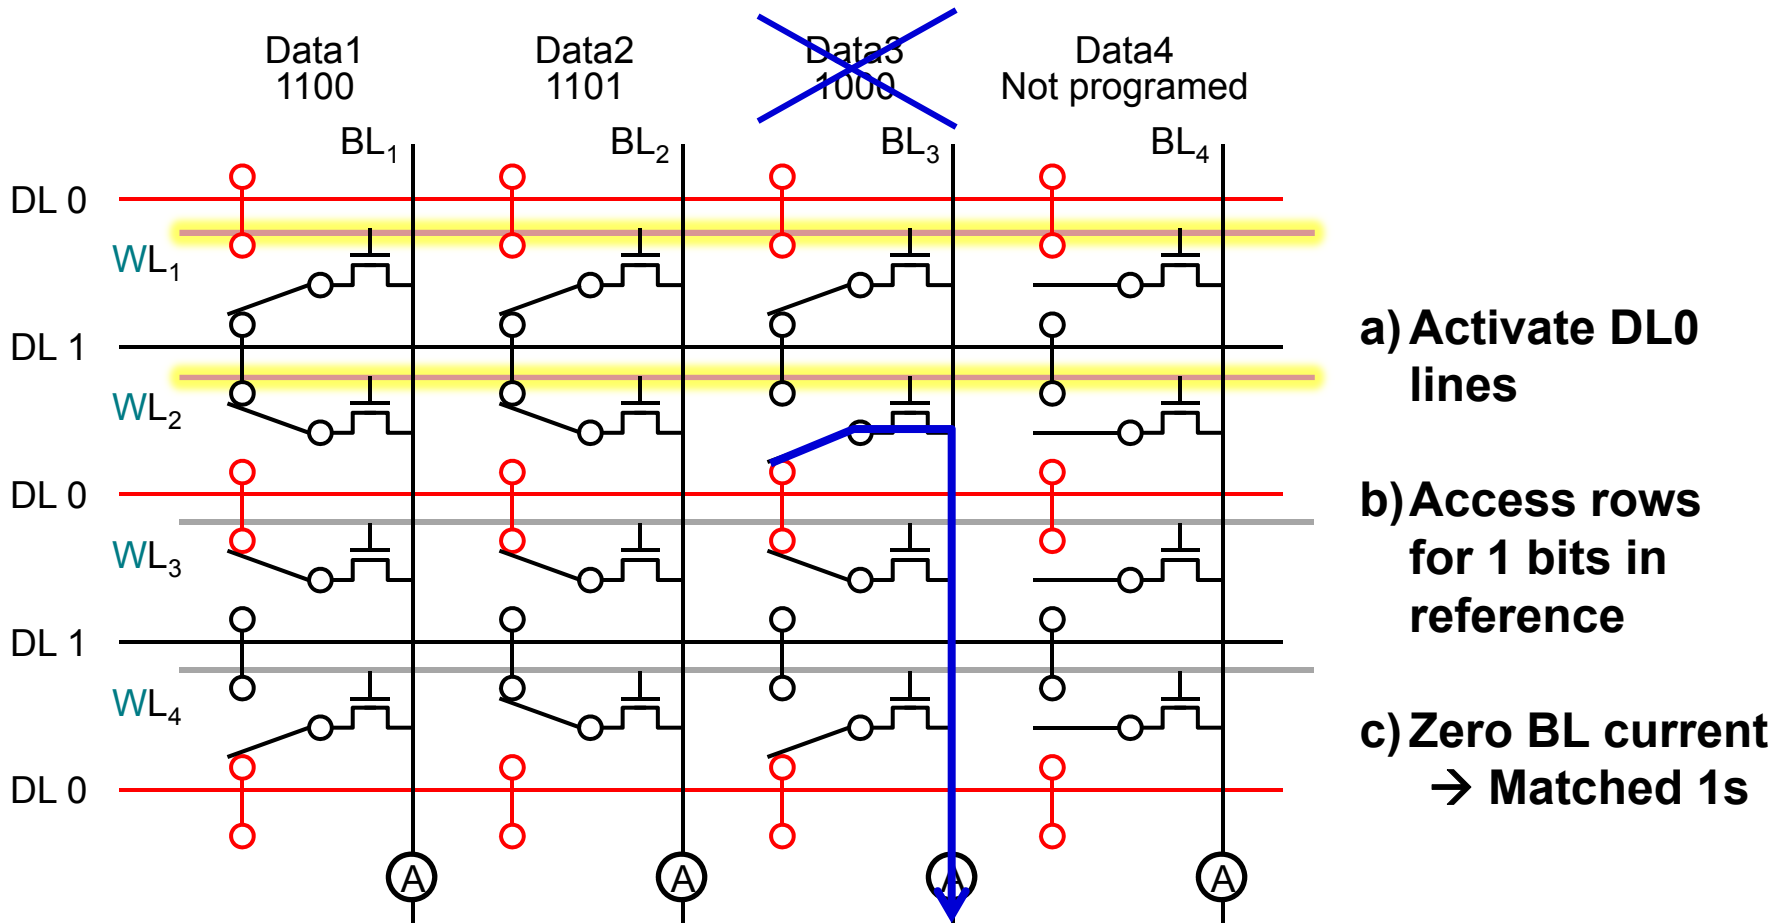 Data1
1100
Data2
1101
Data3
1000
Data4
Not programed
BL1
BL2
BL3
BL4
DL 0
WL1
DL 1
WL2
DL 0
WL3
DL 1
WL4
DL 0
A
A
A
A
a) Activate DL0
lines
b) Access rows
for 1 bits in
reference
c) Zero BL current
→ Matched 1s